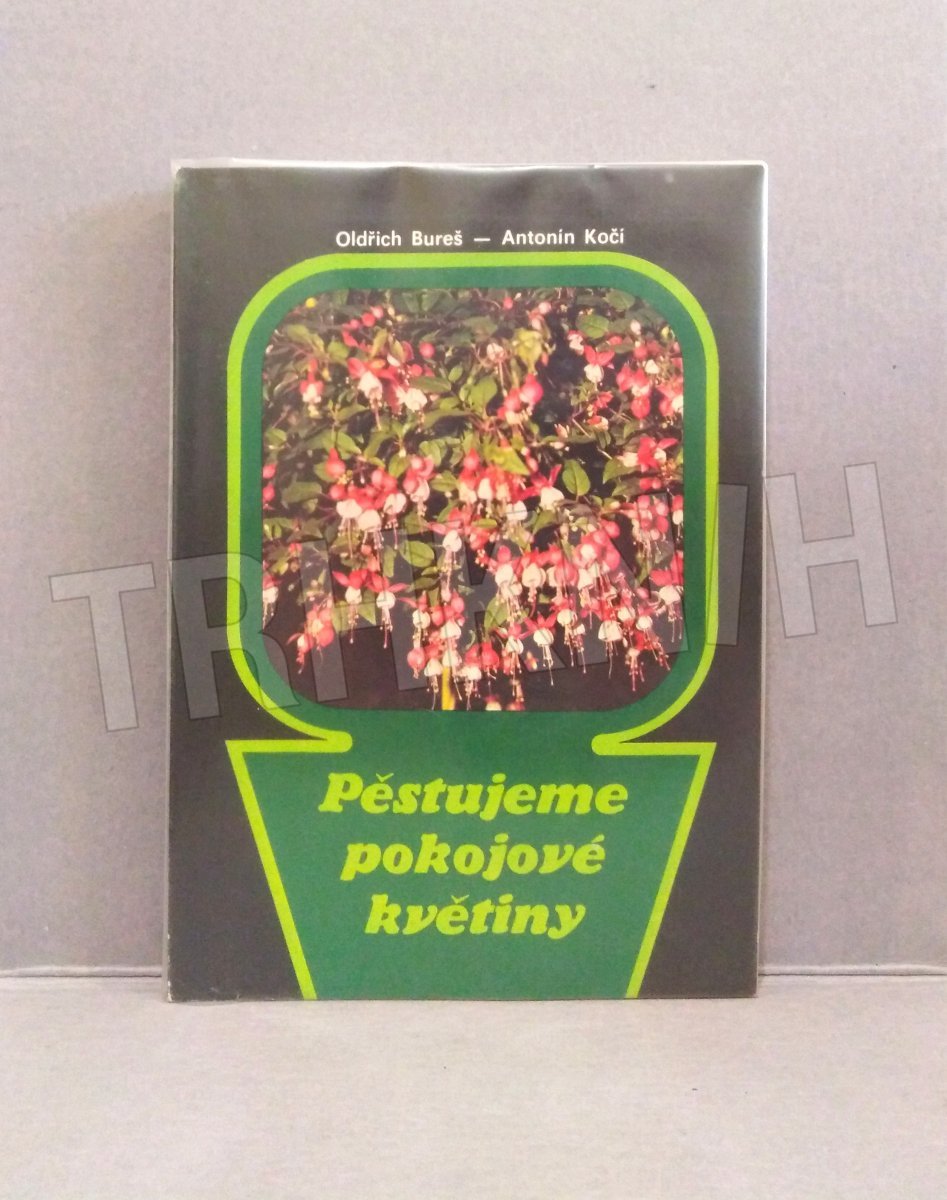 Oldřich Bureš — Antonín Kočí
Pěstujeme
pokojové
květiny